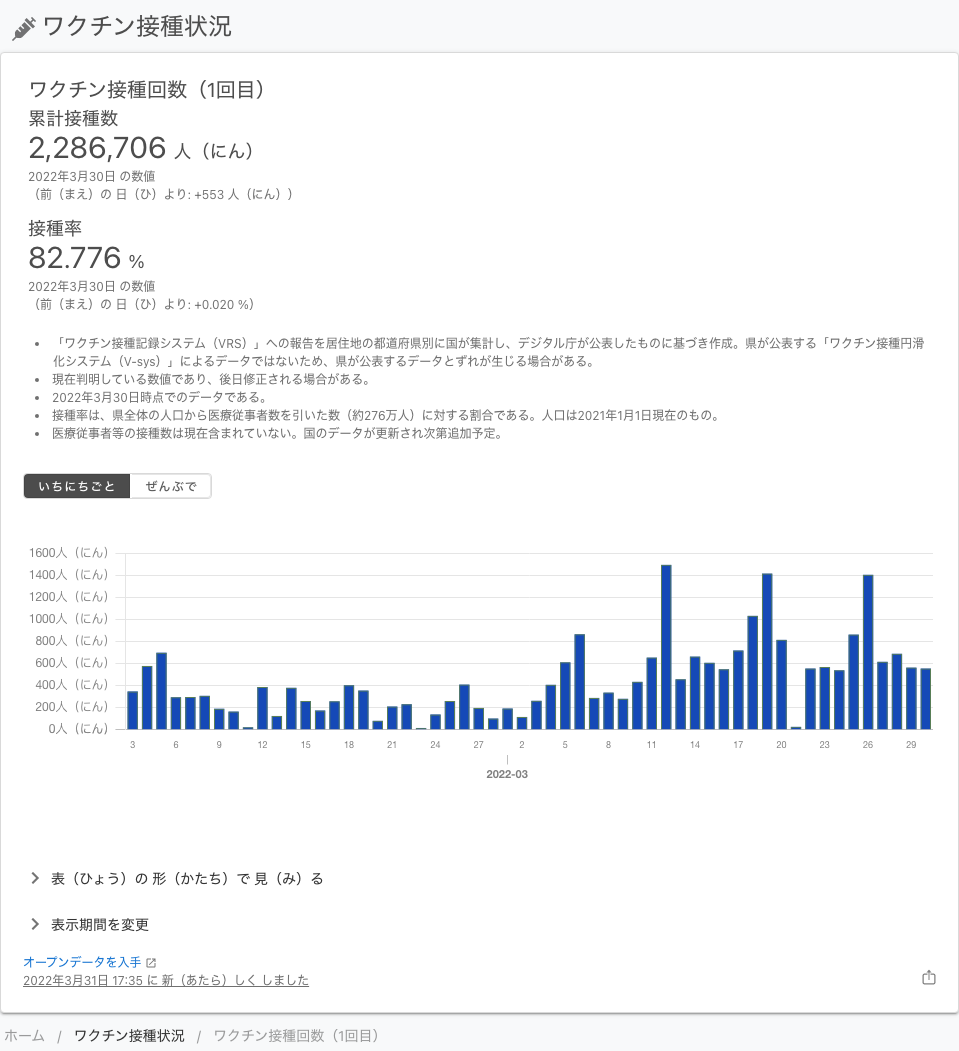 ワクチン接種状況
ワクチン接種回数（1回目）
累計接種数
2,286,706 人（にん）
2022年3月30日 の数値
（前（まえ）の 日（ひ）より: +553 人（にん））
接種率
82.776 %
2022年3月30日 の数値
（前（まえ）の 日（ひ）より: +0.020 %）
• 「ワクチン接種記録システム（VRS）」への報告を居住地の都道府県別に国が集計し、デジタル庁が公表したものに基づき作成。県が公表する「ワクチン接種円滑
化システム（V-sys）」によるデータではないため、県が公表するデータとずれが生じる場合がある。
• 現在判明している数値であり、後日修正される場合がある。
• 2022年3月30日時点でのデータである。
• 接種率は、県全体の人口から医療従事者数を引いた数（約276万人）に対する割合である。人口は2021年1月1日現在のもの。
• 医療従事者等の接種数は現在含まれていない。国のデータが更新され次第追加予定。
いちにちごと ぜんぶで
1600人（にん）
1400人（にん）
1200人（にん）
1000人（にん）
800人（にん）
600人（にん）
400人（にん）
200人（にん）
0人（にん）
3 6 9 12 15 18 21 24 27 2 5 8 11 14 17 20 23 26 29
2022-03
表（ひょう）の 形（かたち）で 見（み）る
表示期間を変更
オープンデータを入手
2022年3月31日 17:35 に 新（あたら）しく しました
ホーム / ワクチン接種状況 / ワクチン接種回数（1回目）